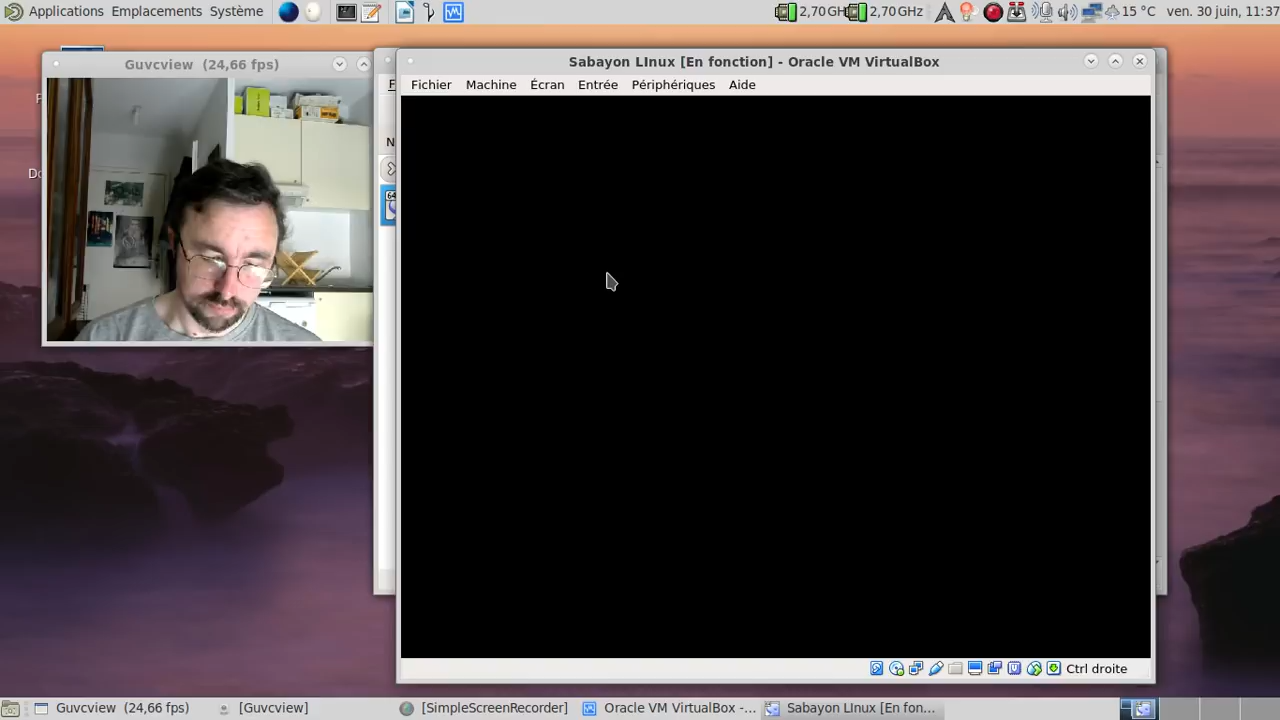 Applications Emplacements Système 2,70 GH 2,70 GHz 15 °C ven. 30 juin, 11:37
Guvcview (24,66 fps)
Sabayon LInux [En fonction] - Oracle VM VirtualBox
Fichier Machine Écran Entrée Périphériques Aide
N
64
Ctrl droite
Guvcview (24,66 fps) [Guvcview] [SimpleScreenRecorder] Oracle VM VirtualBox -... Sabayon LInux [En fon...